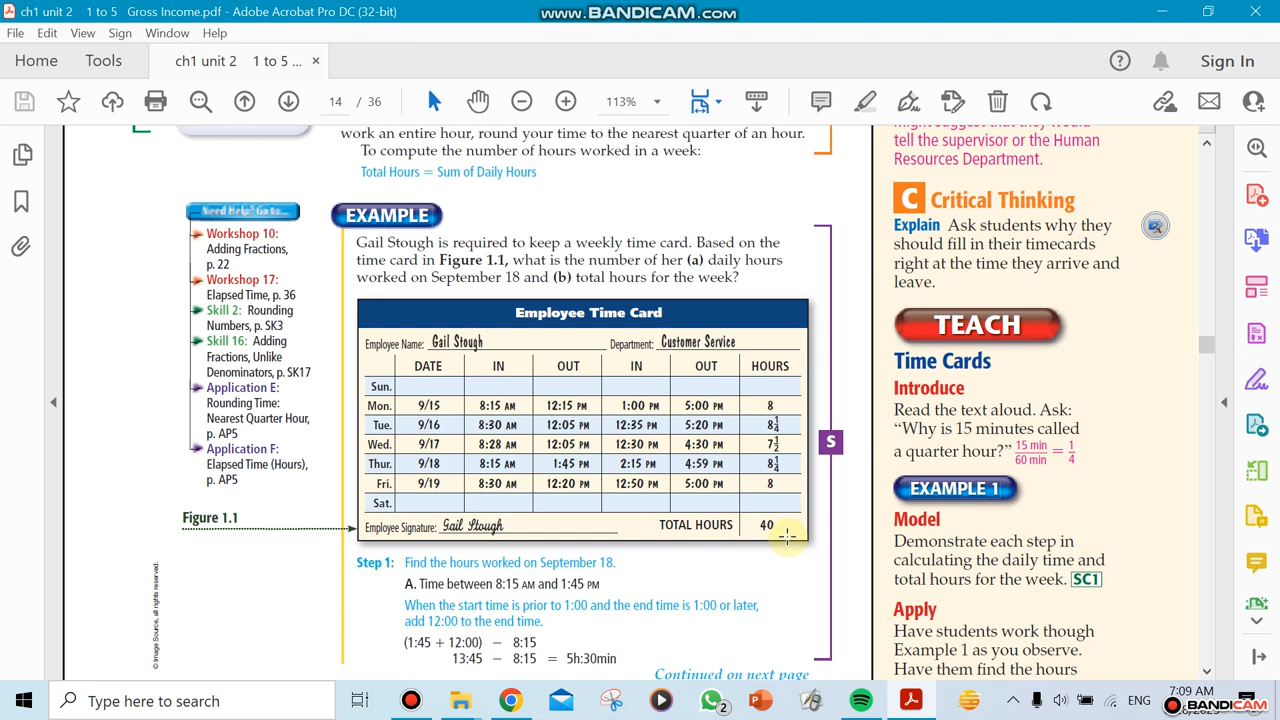 ch1 unit 2 1 to 5 Gross Income.pdf - Adobe Acrobat Pro DC (32-bit)
www.BANDICAM.com
File Edit View Sign Window Help
Home Tools ch1 unit 2 1 to 5 ... × Sign In
14 / 36 113%
work an entire hour, round your time to the nearest quarter of an hour.
To compute the number of hours worked in a week:
Total Hours = Sum of Daily Hours
Need Help? Go to...
Workshop 10:
Adding Fractions,
p. 22
Workshop 17:
Elapsed Time, p. 36
Skill 2: Rounding
Numbers, p. SK3
Skill 16: Adding
Fractions, Unlike
Denominators, p. SK17
Application E:
Rounding Time:
Nearest Quarter Hour,
p. AP5
Application F:
Elapsed Time (Hours),
p. AP5
Figure 1.1
EXAMPLE
Gail Stough is required to keep a weekly time card. Based on the
time card in Figure 1.1, what is the number of her (a) daily hours
worked on September 18 and (b) total hours for the week?
Employee Time Card
Employee Name: Gail Stough Department: Customer Service
DATE IN OUT IN OUT HOURS
Sun.
Mon. 9/15 8:15 AM 12:15 PM 1:00 PM 5:00 PM 8
Tue. 9/16 8:30 AM 12:05 PM 12:35 PM 5:20 PM 8 1/4
Wed. 9/17 8:28 AM 12:05 PM 12:30 PM 4:30 PM 7 1/2
Thur. 9/18 8:15 AM 1:45 PM 2:15 PM 4:59 PM 8 1/4
Fri. 9/19 8:30 AM 12:20 PM 12:50 PM 5:00 PM 8
Sat.
Employee Signature: Gail Stough TOTAL HOURS 40
S
Step 1: Find the hours worked on September 18.
A. Time between 8:15 AM and 1:45 PM
When the start time is prior to 1:00 and the end time is 1:00 or later,
add 12:00 to the end time.
(1:45 + 12:00) − 8:15
13:45 − 8:15 = 5h:30min
Continued on next page
© Image Source, all rights reserved.
tell the supervisor or the Human
Resources Department.
C Critical Thinking
Explain Ask students why they
should fill in their timecards
right at the time they arrive and
leave.
TEACH
Time Cards
Introduce
Read the text aloud. Ask:
“Why is 15 minutes called
a quarter hour?” 15 min/60 min = 1/4
EXAMPLE 1
Model
Demonstrate each step in
calculating the daily time and
total hours for the week. SC1
Apply
Have students work though
Example 1 as you observe.
Have them find the hours
Type here to search
2
ENG
7:09 AM
BANDICAM